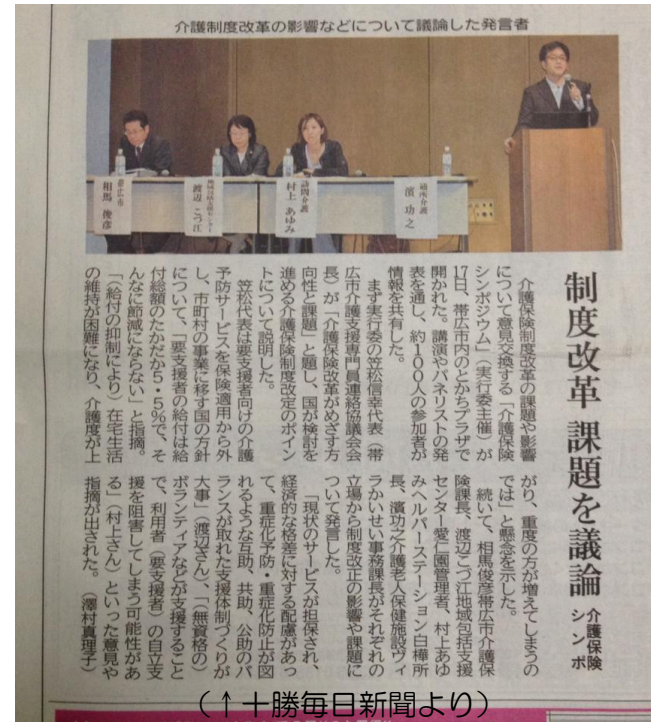 介護制度改革の影響などについて議論した発言者
帯広市
相馬 俊彦
渡辺 こづ江
訪問介護
村上 あゆみ
通所介護
濱 功之
制度改革 課題を議論
介護保険
シンポ
介護保険制度改革の課題や影響
について意見交換する「介護保険
シンポジウム」(実行委主催)が
17日、帯広市内のとかちプラザで
開かれた。講演やパネリストの発
表を通し、約100人の参加者が
情報を共有した。
まず実行委の笠松信幸代表(帯
広市介護支援専門員連絡協議会会
長)が「介護保険改革がめざす方
向性と課題」と題し、国が検討を
進める介護保険制度改定のポイン
トについて説明した。
笠松代表は要支援者向けの介護
予防サービスを保険適用から外
し、市町村の事業に移す国の方針
について、「要支援者の給付は給
付総額のたかだか5・5%で、そ
んなに節減にならない」と指摘。
「(給付の抑制により)在宅生活
の維持が困難になり、介護度が上
がり、重度の方が増えてしまうの
では」と懸念を示した。
続いて、相馬俊彦帯広市介護保
険課長、渡辺こづ江地域包括支援
センター愛仁園管理者、村上あゆ
みヘルパーステーション白樺所
長、濱功之介護老人保健施設ヴィ
ラかいせい事務課長がそれぞれの
立場から制度改正の影響や課題に
ついて発言した。
「現状のサービスが担保され、
経済的な格差に対する配慮があっ
て、重症化予防・重症化防止が図
れるような互助、共助、公助のバ
ランスが取れた支援体制づくりが
大事」(渡辺さん)、「(無資格の)
ボランティアなどが支援すること
で、利用者(要支援者)の自立支
援を阻害してしまう可能性があ
る」(村上さん)といった意見や
指摘が出された。(澤村真理子)
(↑十勝毎日新聞より)